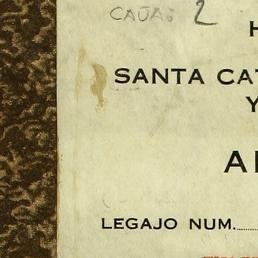 CAJA: 2
H
SANTA CAT
Y
A
LEGAJO NUM.